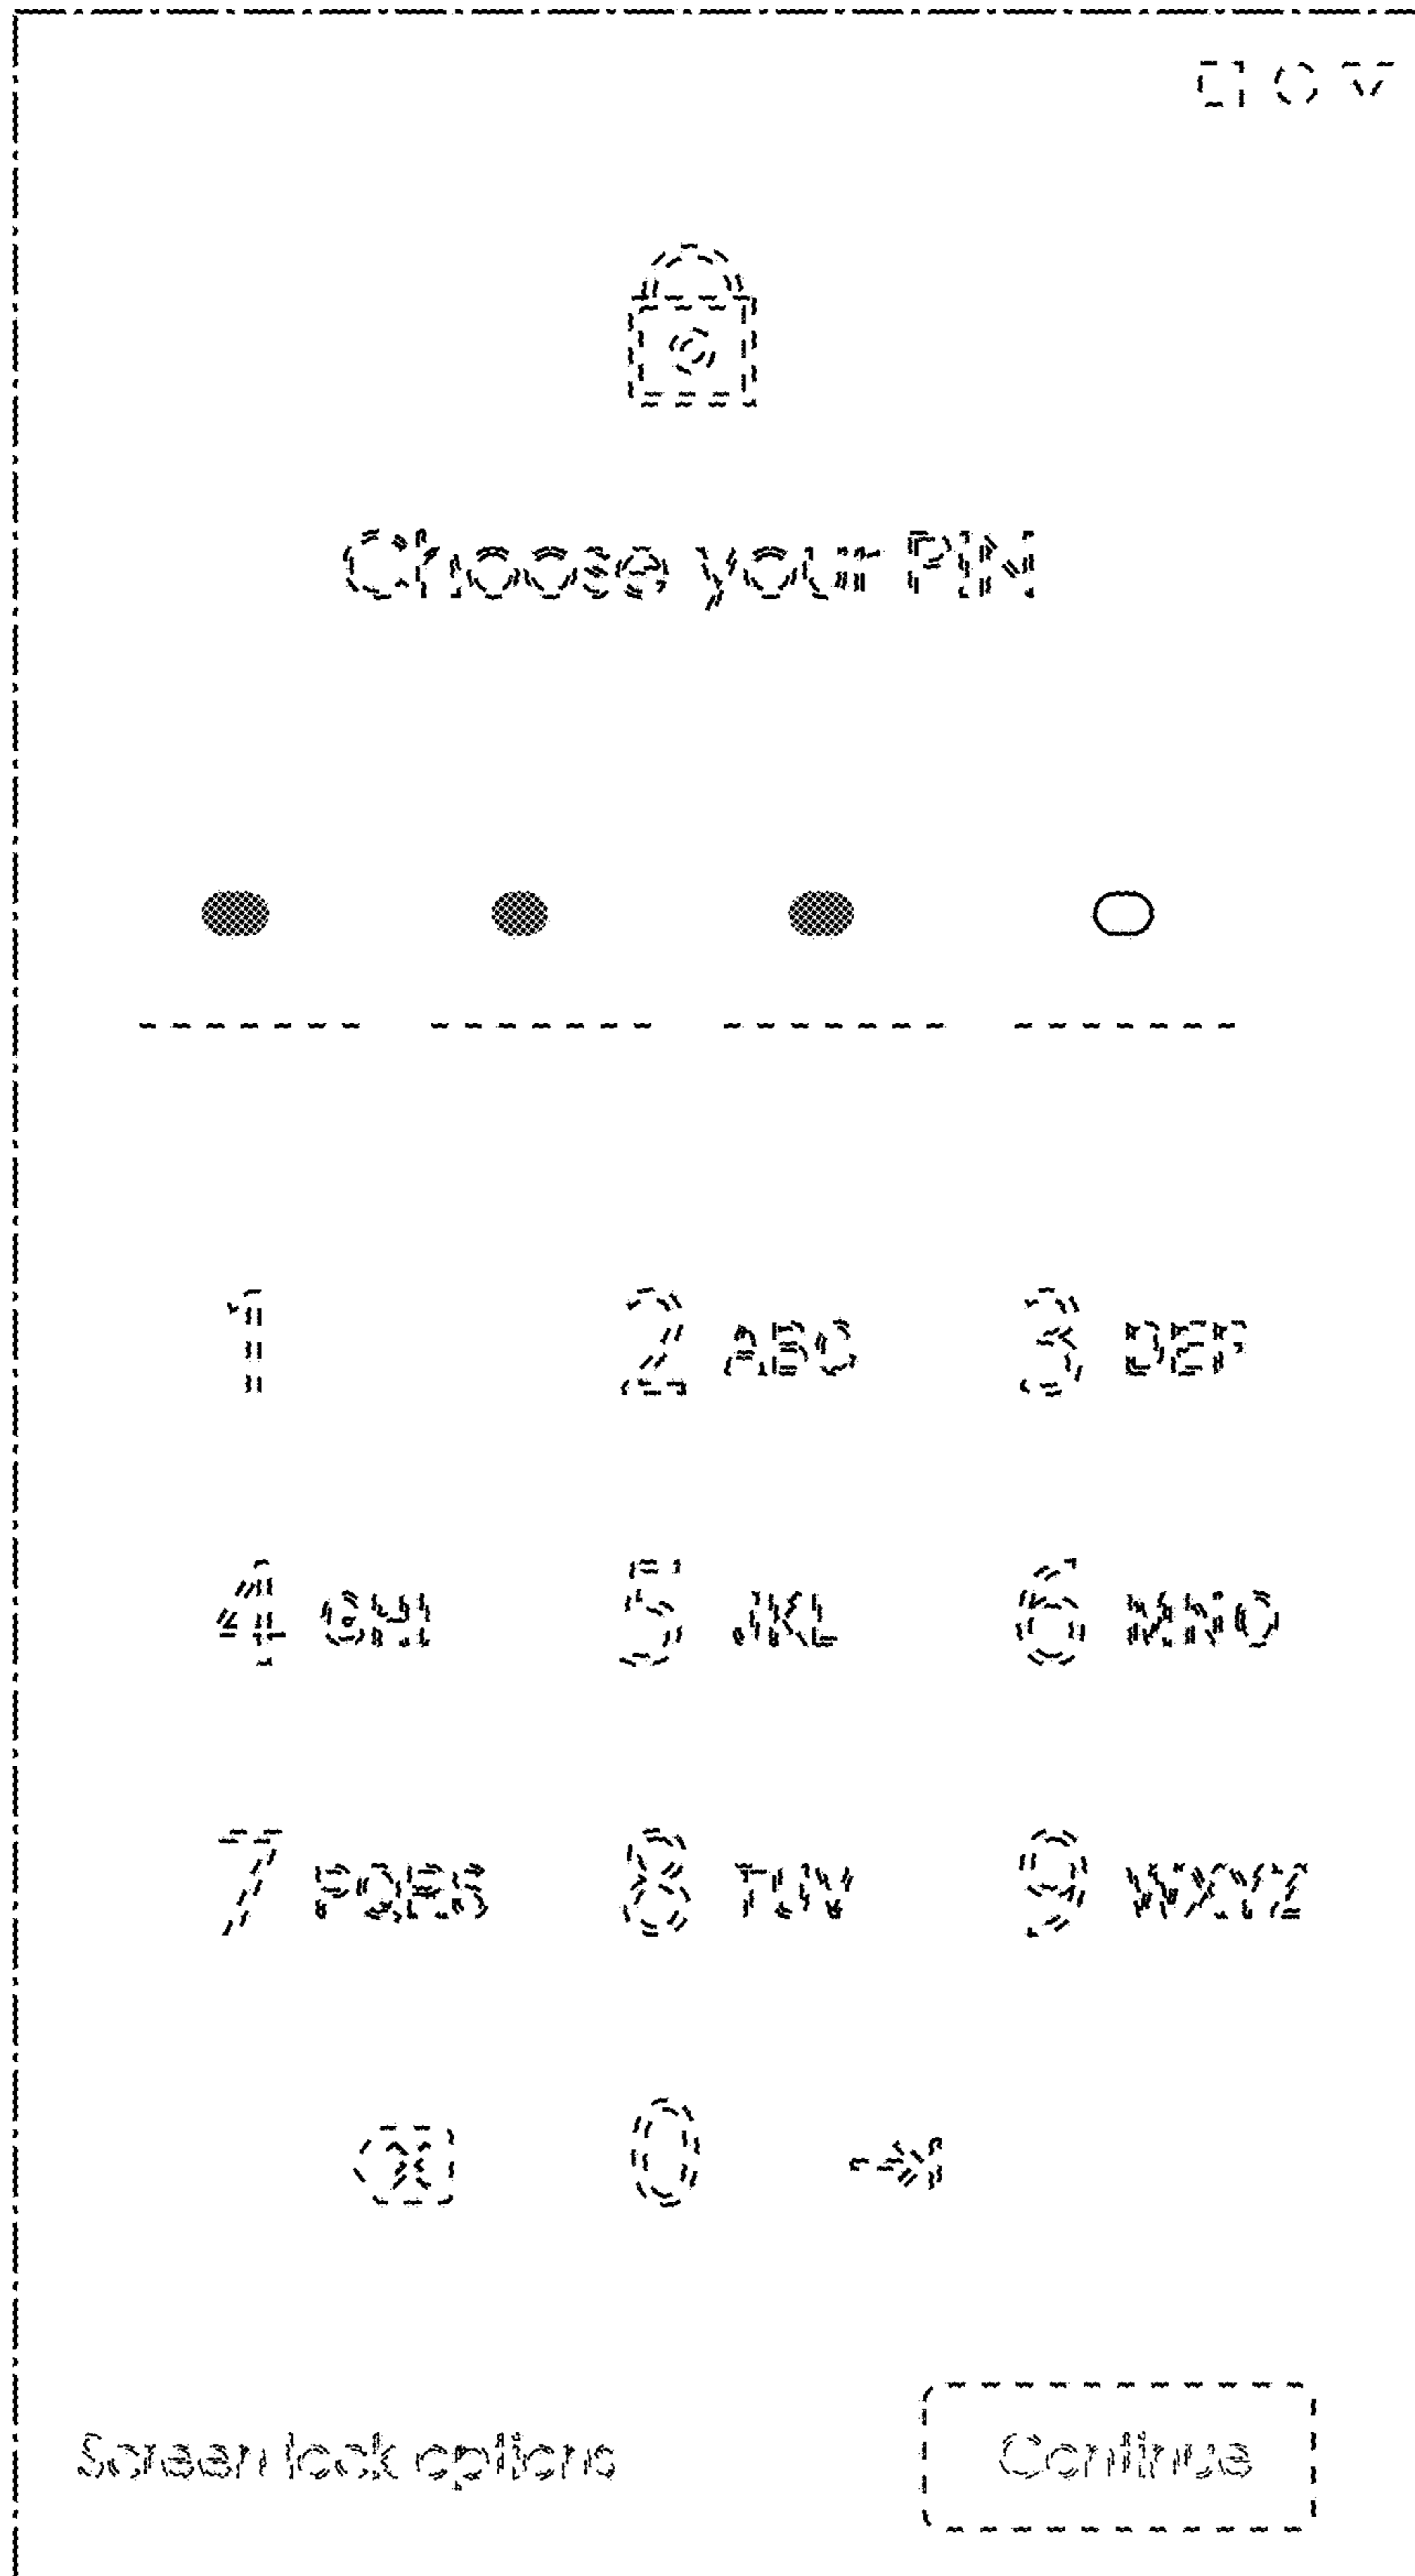 Choose your PIN
1 2 ABC 3 DEF
4 GHI 5 JKL 6 MNO
7 PQRS 8 TUV 9 WXYZ
0
Screen lock options Continue